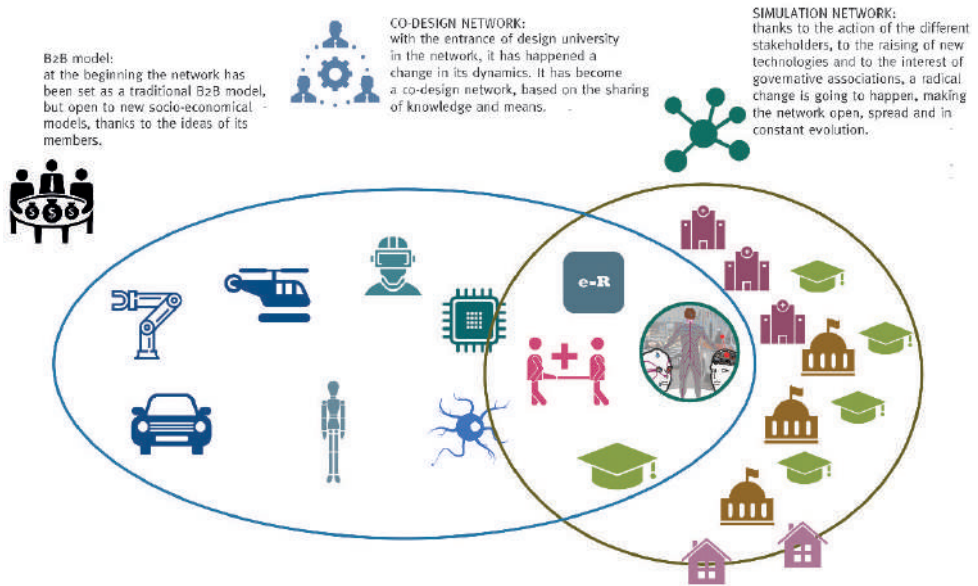 B2B model:
at the beginning the network has
been set as a traditional B2B model,
but open to new socio-economical
models, thanks to the ideas of its
members.
CO-DESIGN NETWORK:
with the entrance of design university
in the network, it has happened a
change in its dynamics. It has become
a co-design network, based on the sharing
of knowledge and means.
SIMULATION NETWORK:
thanks to the action of the different
stakeholders, to the raising of new
technologies and to the interest of
governative associations, a radical
change is going to happen, making
the network open, spread and in
constant evolution.
e-R